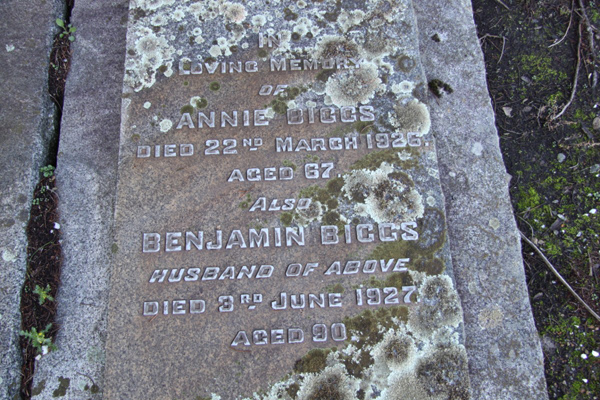 IN
LOVING MEMORY
OF
ANNIE BIGGS
DIED 22ND MARCH 1926.
AGED 67.
ALSO
BENJAMIN BIGGS
HUSBAND OF ABOVE
DIED 3RD JUNE 1927.
AGED 90